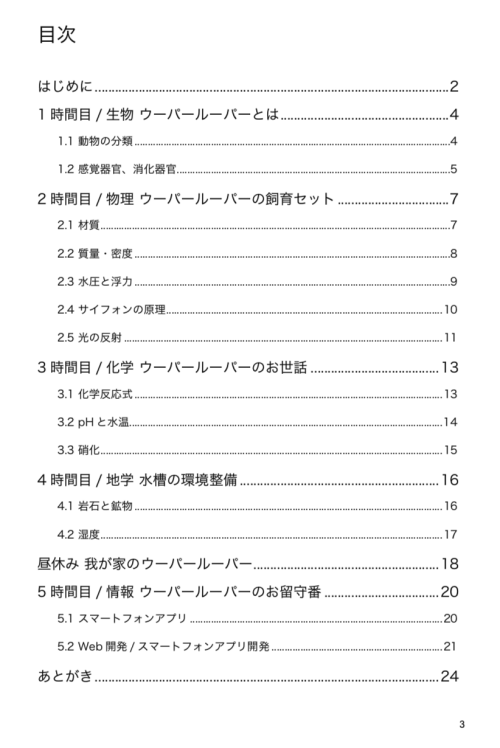 目次
はじめに 2
1 時間目 / 生物 ウーパールーパーとは 4
1.1 動物の分類 4
1.2 感覚器官、消化器官 5
2 時間目 / 物理 ウーパールーパーの飼育セット 7
2.1 材質 7
2.2 質量・密度 8
2.3 水圧と浮力 9
2.4 サイフォンの原理 10
2.5 光の反射 11
3 時間目 / 化学 ウーパールーパーのお世話 13
3.1 化学反応式 13
3.2 pH と水温 14
3.3 硝化 15
4 時間目 / 地学 水槽の環境整備 16
4.1 岩石と鉱物 16
4.2 湿度 17
昼休み 我が家のウーパールーパー 18
5 時間目 / 情報 ウーパールーパーのお留守番 20
5.1 スマートフォンアプリ 20
5.2 Web 開発 / スマートフォンアプリ開発 21
あとがき 24
3